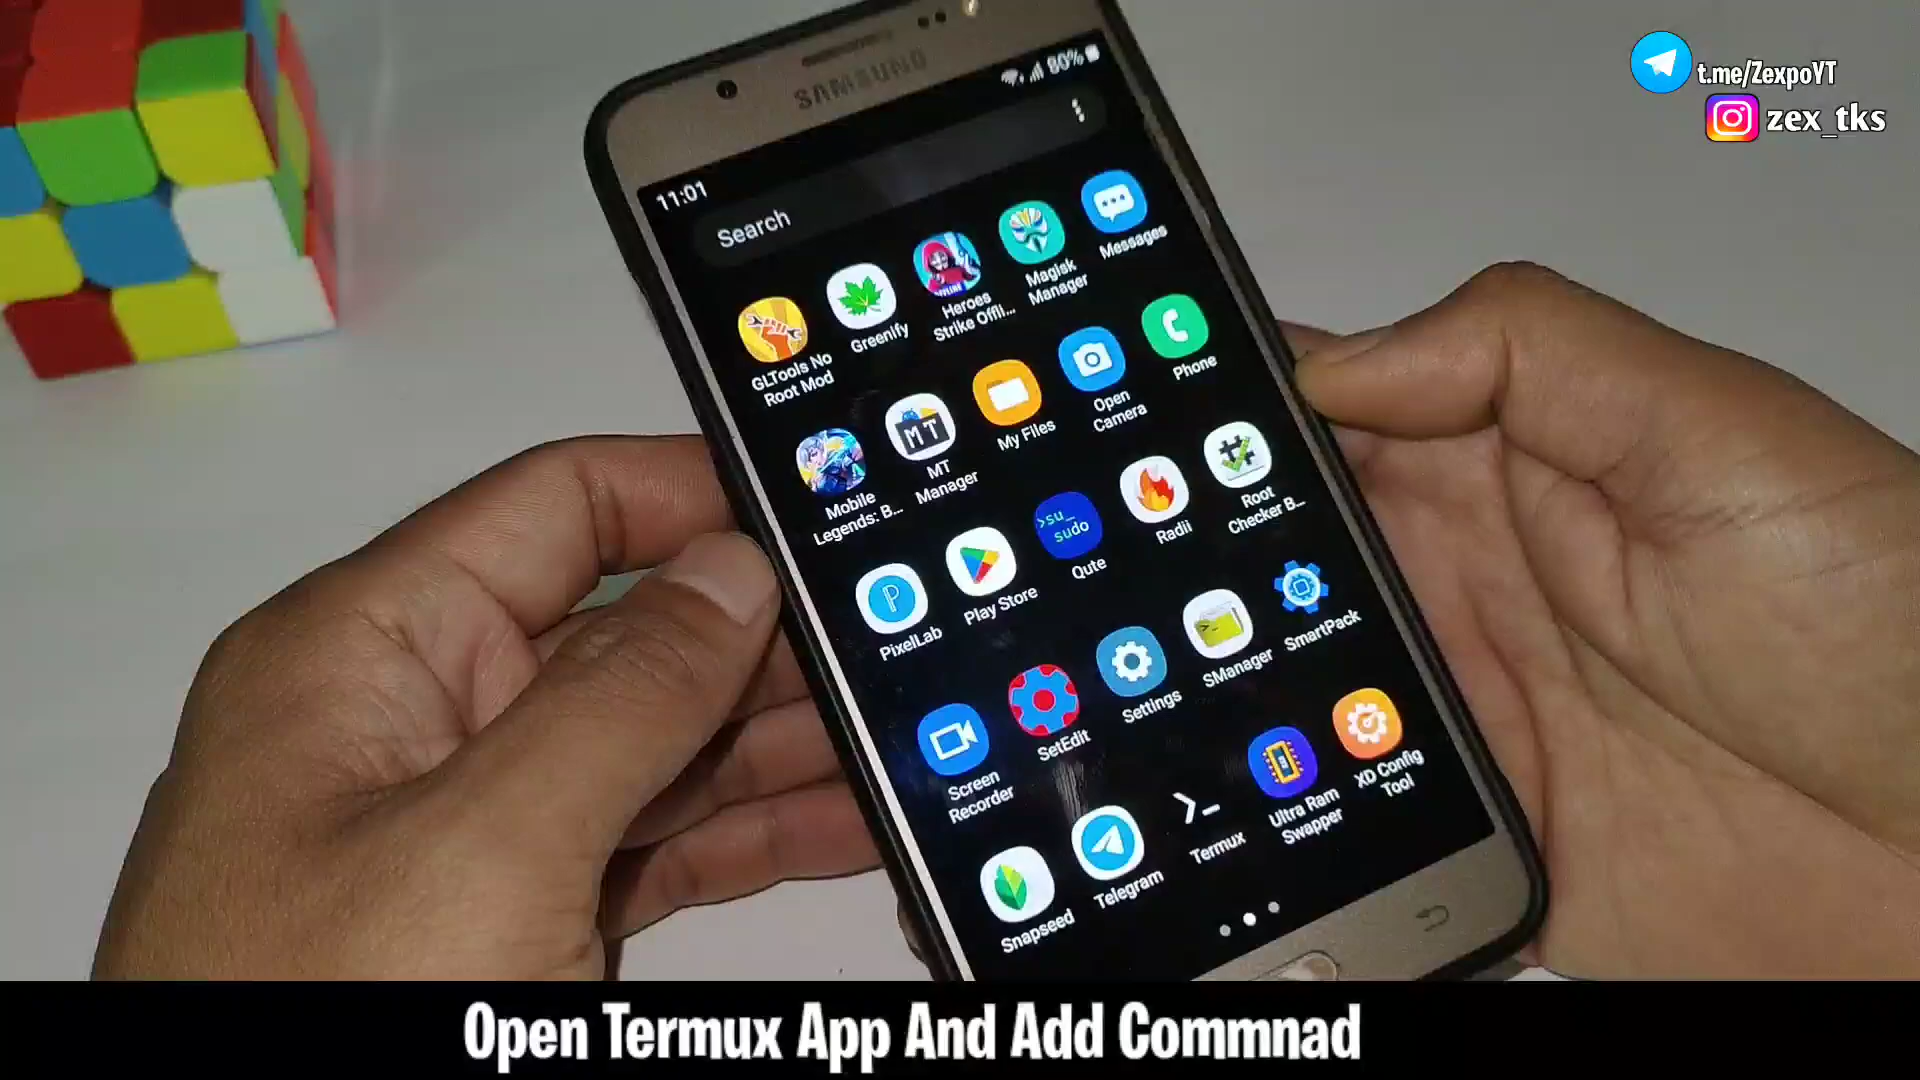 t.me/ZexpoYT
zex_tks
SAMSUNG
80%
11:01
Search
Messages
Magisk
Manager
Heroes
Strike Offli...
Greenify
GLTools No
Root Mod
Phone
Open
Camera
My Files
MT
MT
Manager
Mobile
Legends: B...
Root
Checker B...
Radii
>su_
sudo
Qute
Play Store
P
PixelLab
SmartPack
SManager
Settings
SetEdit
Screen
Recorder
XD Config
Tool
Ultra Ram
Swapper
Termux
Telegram
Snapseed
Open Termux App And Add Commnad